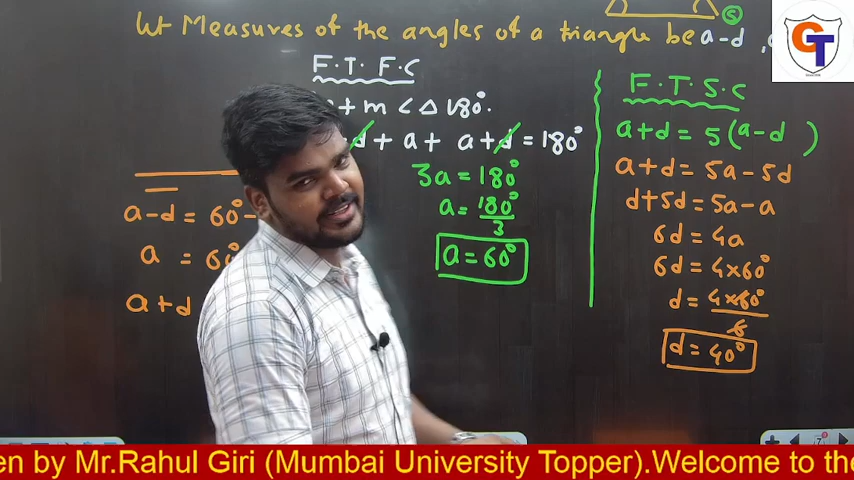 Let Measures of the angles of a triangle be a-d,
5
GT
F.T. F.C
+ m < Δ 180°.
d + a + a+d = 180°
3a = 180°
a = 180°
3
a = 60°
F.T.S.C
a+d = 5(a-d )
a+d = 5a-5d
d+5d = 5a-a
6d = 4a
6d = 4×60°
d = 4×60°
6
d = 40°
a-d = 60°-
a = 60°
a+d
en by Mr.Rahul Giri (Mumbai University Topper).Welcome to the